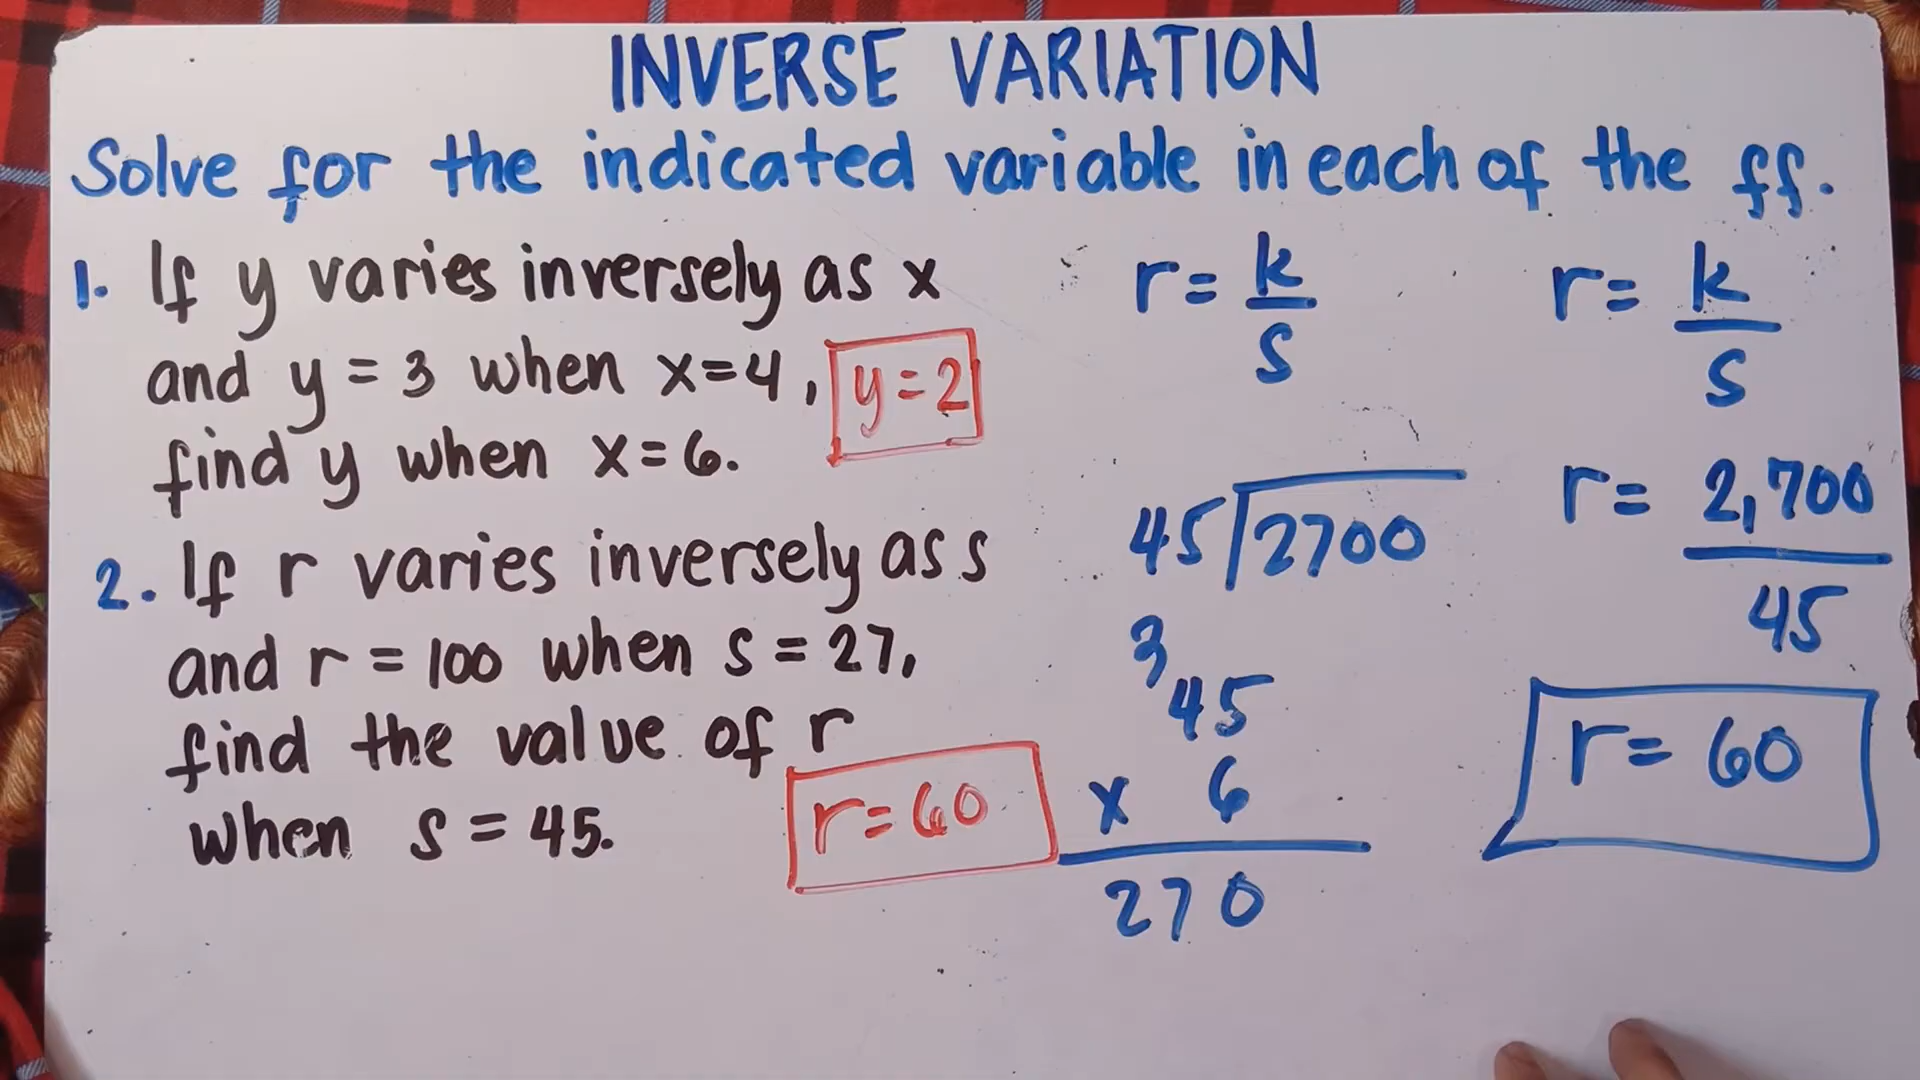 INVERSE VARIATION
Solve for the indicated variable in each of the ff.
1. If y varies inversely as x
and y = 3 when x=4, y=2
find y when x=6.
2. If r varies inversely as s
and r = 100 when s = 27,
find the value of r
when s = 45. r=60
r= k
s
45 2700
3
45
x 6
270
r= k
s
r= 2,700
45
r= 60